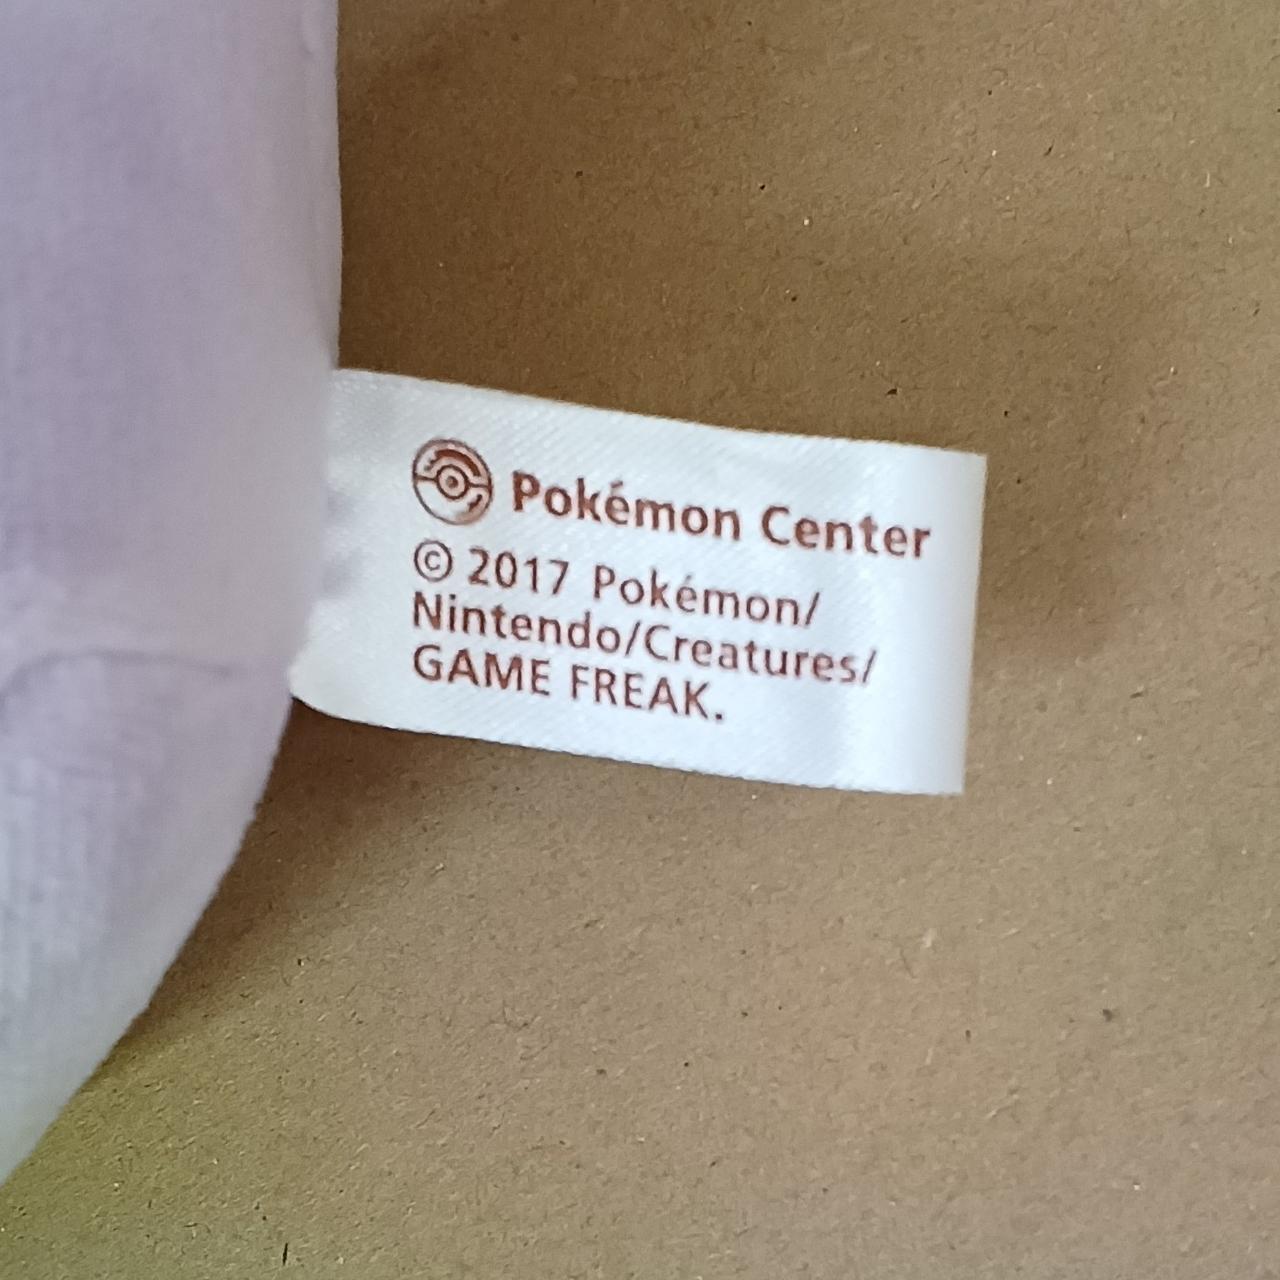 Pokémon Center
© 2017 Pokémon/
Nintendo/Creatures/
GAME FREAK.